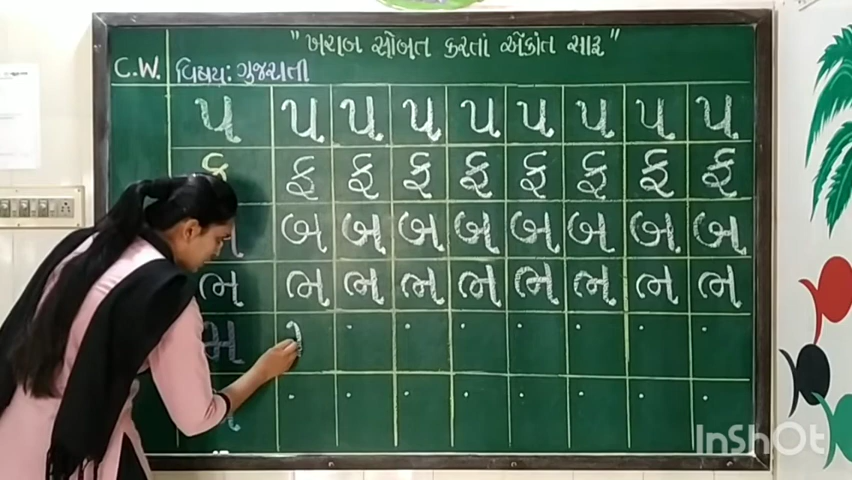 "ખરાબ સોબત કરતાં એકાંત સારૂ"
C.W. વિષય: ગુજરાતી
પ પ પ પ પ પ પ પ પ
ફ ફ ફ ફ ફ ફ ફ ફ ફ
બ બ બ બ બ બ બ બ
ભ ભ ભ ભ ભ ભ ભ ભ ભ
મ
InShOt